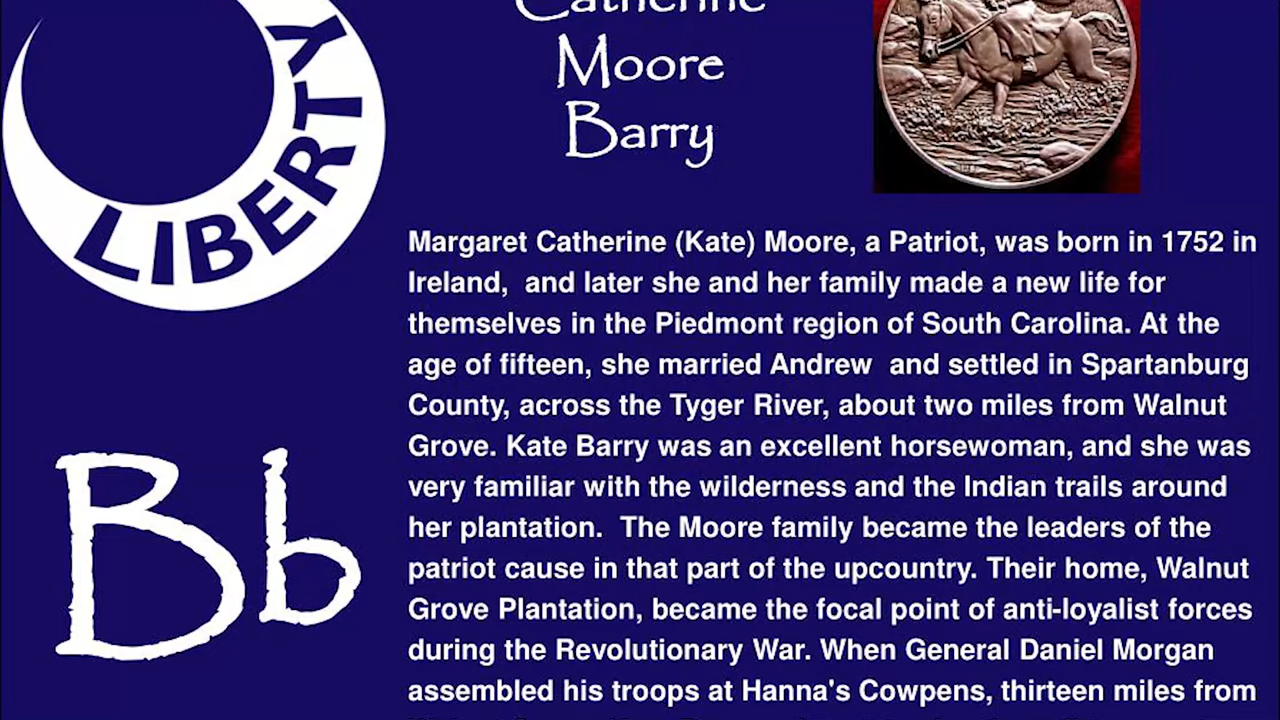 Catherine
Moore
Barry
LIBERTY
Bb
Margaret Catherine (Kate) Moore, a Patriot, was born in 1752 in
Ireland,  and later she and her family made a new life for
themselves in the Piedmont region of South Carolina. At the
age of fifteen, she married Andrew  and settled in Spartanburg
County, across the Tyger River, about two miles from Walnut
Grove. Kate Barry was an excellent horsewoman, and she was
very familiar with the wilderness and the Indian trails around
her plantation.  The Moore family became the leaders of the
patriot cause in that part of the upcountry. Their home, Walnut
Grove Plantation, became the focal point of anti-loyalist forces
during the Revolutionary War. When General Daniel Morgan
assembled his troops at Hanna's Cowpens, thirteen miles from